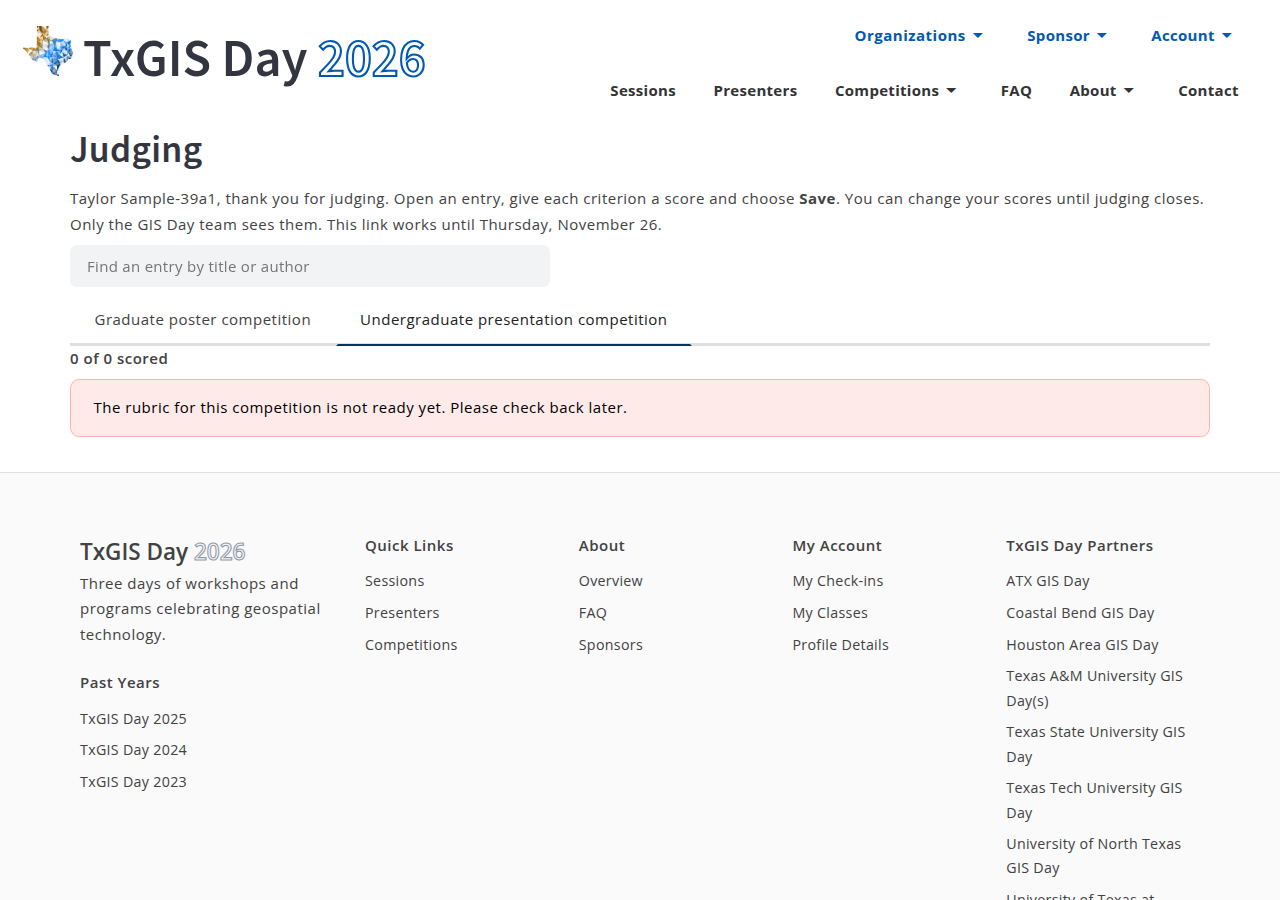 TxGIS Day 2026
Organizations
Sponsor
Account
Sessions
Presenters
Competitions
FAQ
About
Contact
Judging
Taylor Sample-39a1, thank you for judging. Open an entry, give each criterion a score and choose Save. You can change your scores until judging closes.
Only the GIS Day team sees them. This link works until Thursday, November 26.
Find an entry by title or author
Graduate poster competition
Undergraduate presentation competition
0 of 0 scored
The rubric for this competition is not ready yet. Please check back later.
TxGIS Day 2026
Three days of workshops and
programs celebrating geospatial
technology.
Past Years
TxGIS Day 2025
TxGIS Day 2024
TxGIS Day 2023
Quick Links
Sessions
Presenters
Competitions
About
Overview
FAQ
Sponsors
My Account
My Check-ins
My Classes
Profile Details
TxGIS Day Partners
ATX GIS Day
Coastal Bend GIS Day
Houston Area GIS Day
Texas A&M University GIS
Day(s)
Texas State University GIS
Day
Texas Tech University GIS
Day
University of North Texas
GIS Day
University of Texas at